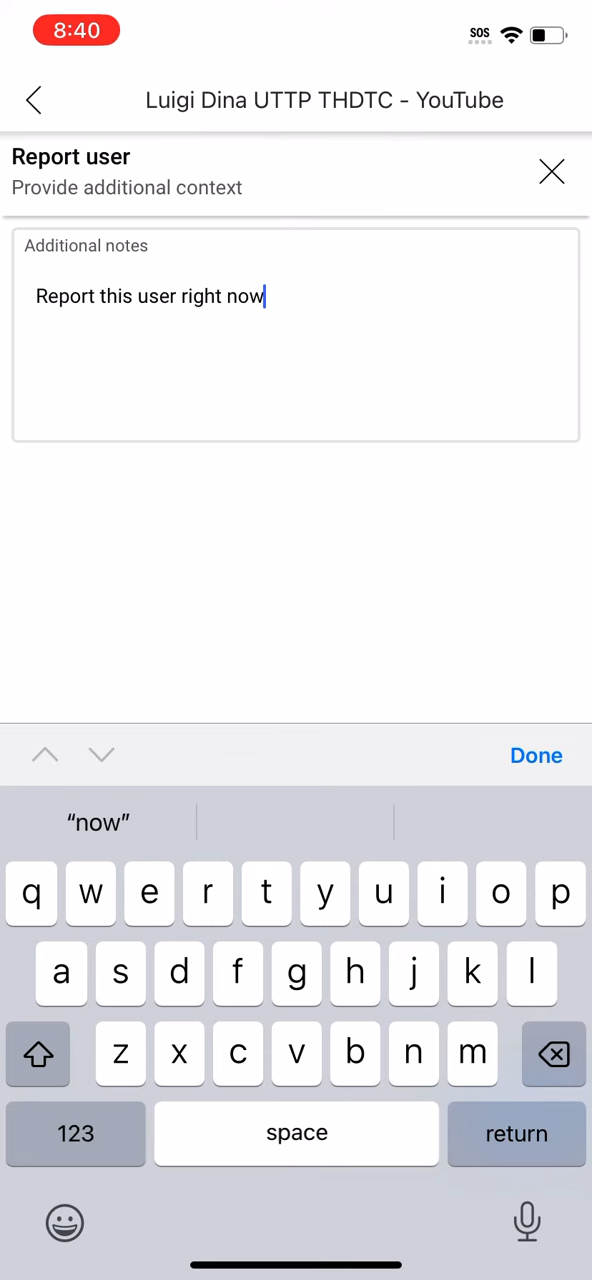 8:40
SOS
Luigi Dina UTTP THDTC - YouTube
Report user
Provide additional context
Additional notes
Report this user right now
Done
“now”
q w e r t y u i o p
a s d f g h j k l
z x c v b n m
123 space return